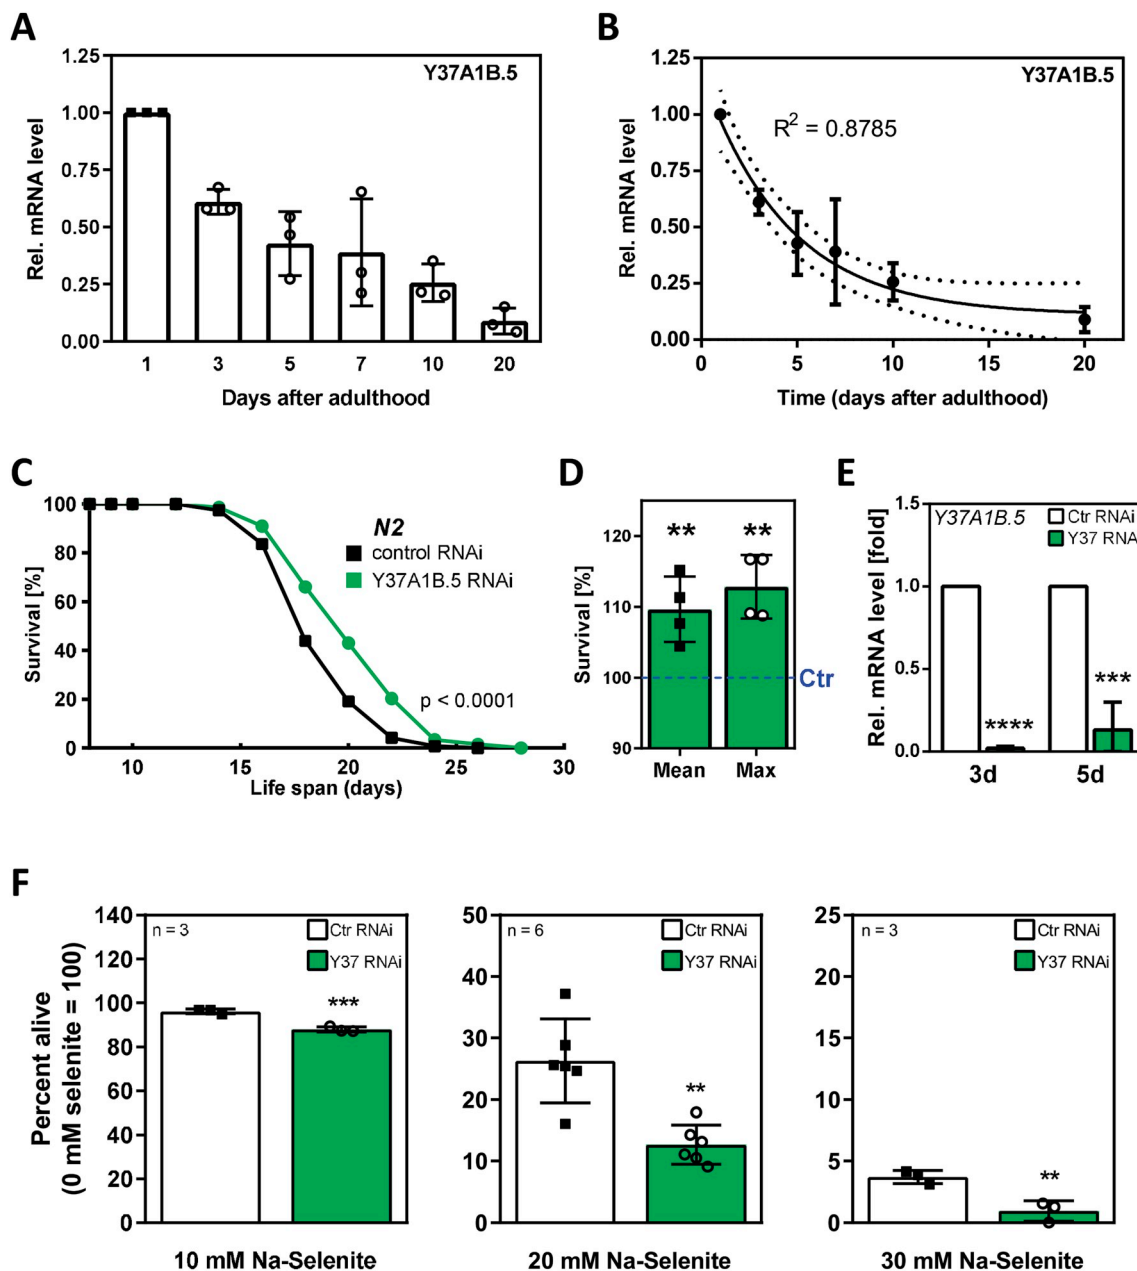 A
1.25
1.00
0.75
0.50
0.25
0.00
Rel. mRNA level
Y37A1B.5
1 3 5 7 10 20
Days after adulthood
B
1.25
1.00
0.75
0.50
0.25
0.00
Rel. mRNA level
Y37A1B.5
R² = 0.8785
0 5 10 15 20
Time (days after adulthood)
C
100
80
60
40
20
0
Survival [%]
N2
control RNAi
Y37A1B.5 RNAi
p < 0.0001
10 15 20 25 30
Life span (days)
D
120
110
100
90
Survival [%]
** **
Ctr
Mean Max
E
1.5
1.0
0.5
0.0
Rel. mRNA level [fold]
Y37A1B.5
Ctr RNAi
Y37 RNA
****
***
3d 5d
F
Percent alive
(0 mM selenite = 100)
140
120
100
80
60
40
20
0
n = 3
Ctr RNAi
Y37 RNAi
***
10 mM Na-Selenite
50
40
30
20
10
0
n = 6
Ctr RNAi
Y37 RNAi
**
20 mM Na-Selenite
25
20
15
10
5
0
n = 3
Ctr RNAi
Y37 RNAi
**
30 mM Na-Selenite